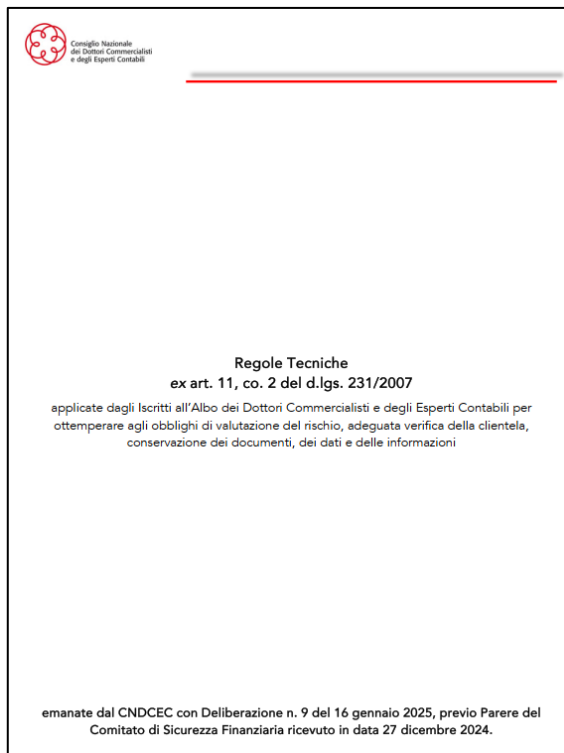 Consiglio Nazionale
dei Dottori Commercialisti
e degli Esperti Contabili
Regole Tecniche
ex art. 11, co. 2 del d.lgs. 231/2007
applicate dagli Iscritti all'Albo dei Dottori Commercialisti e degli Esperti Contabili per
ottemperare agli obblighi di valutazione del rischio, adeguata verifica della clientela,
conservazione dei documenti, dei dati e delle informazioni
emanate dal CNDCEC con Deliberazione n. 9 del 16 gennaio 2025, previo Parere del
Comitato di Sicurezza Finanziaria ricevuto in data 27 dicembre 2024.